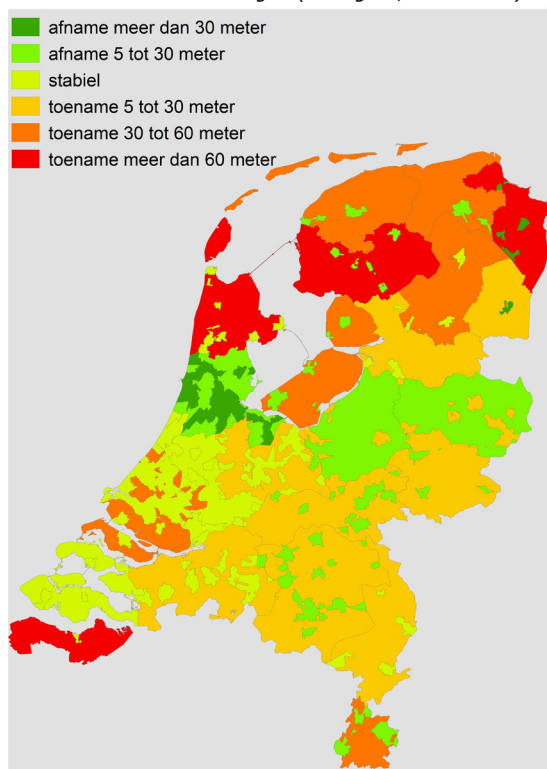 afname meer dan 30 meter
afname 5 tot 30 meter
stabiel
toename 5 tot 30 meter
toename 30 tot 60 meter
toename meer dan 60 meter